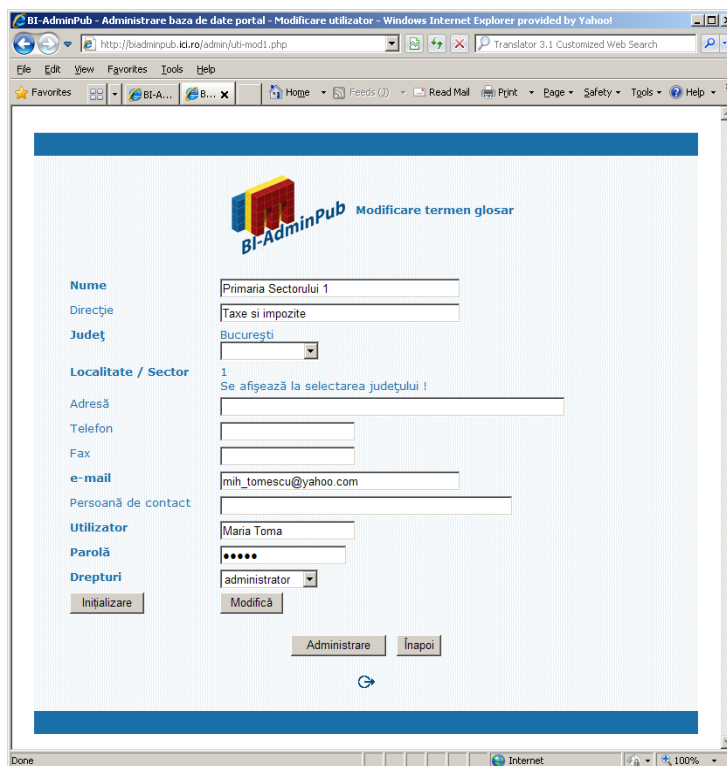 BI-AdminPub - Administrare baza de date portal - Modificare utilizator - Windows Internet Explorer provided by Yahoo!
http://biadminpub.ici.ro/admin/uti-mod1.php
Translator 3.1 Customized Web Search
File Edit View Favorites Tools Help
Favorites BI-A... B... Home Feeds (J) Read Mail Print Page Safety Tools Help
BI-AdminPub
Modificare termen glosar
Nume Primaria Sectorului 1
Direcţie Taxe si impozite
Judeţ Bucureşti
Localitate / Sector 1
Se afişează la selectarea judeţului !
Adresă
Telefon
Fax
e-mail mih_tomescu@yahoo.com
Persoană de contact
Utilizator Maria Toma
Parolă •••••
Drepturi administrator
Iniţializare Modifică
Administrare Înapoi
Done Internet 100%